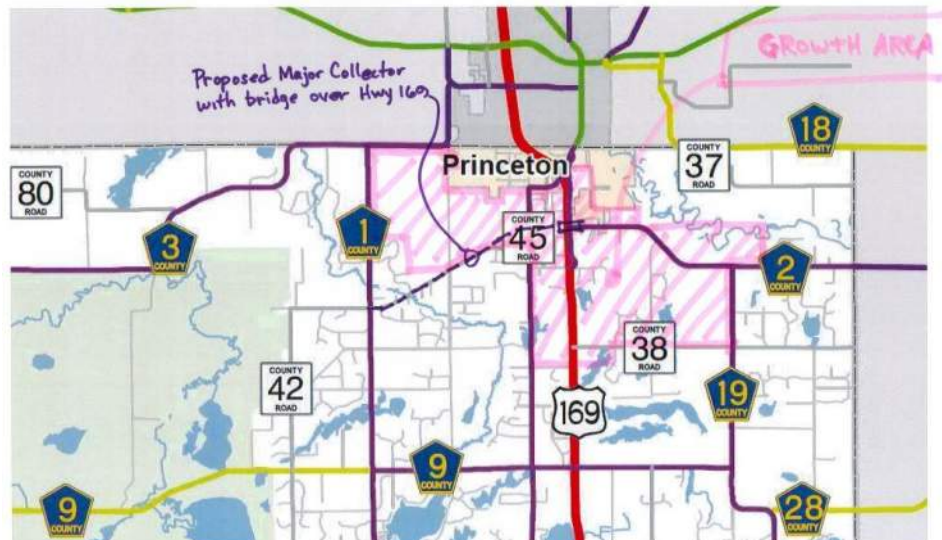 GROWTH AREA
Proposed Major Collector
with bridge over Hwy 169
18
COUNTY
Princeton
COUNTY
37
ROAD
COUNTY
80
ROAD
1
COUNTY
COUNTY
45
ROAD
3
COUNTY
2
COUNTY
COUNTY
38
ROAD
COUNTY
42
ROAD
19
COUNTY
169
9
COUNTY
9
COUNTY
28
COUNTY